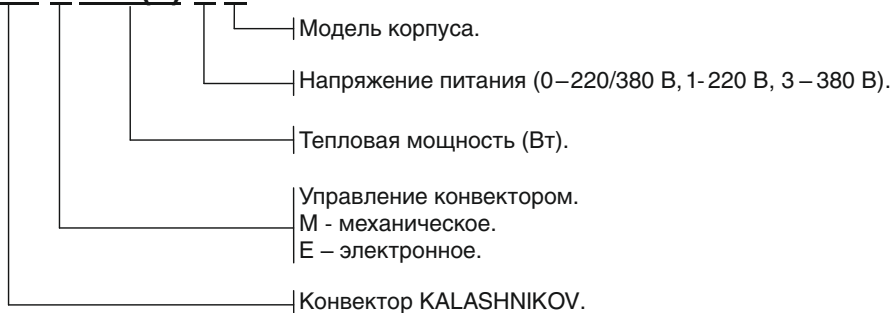 Модель корпуса.
Напряжение питания (0–220/380 В, 1- 220 В, 3 – 380 В).
Тепловая мощность (Вт).
Управление конвектором.
М - механическое.
Е – электронное.
Конвектор KALASHNIKOV.